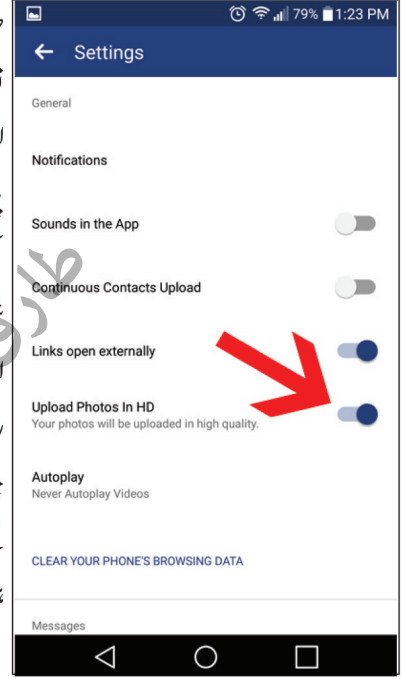 79% 1:23 PM
Settings
General
Notifications
Sounds in the App
Continuous Contacts Upload
Links open externally
Upload Photos In HD
Your photos will be uploaded in high quality.
Autoplay
Never Autoplay Videos
CLEAR YOUR PHONE'S BROWSING DATA
Messages